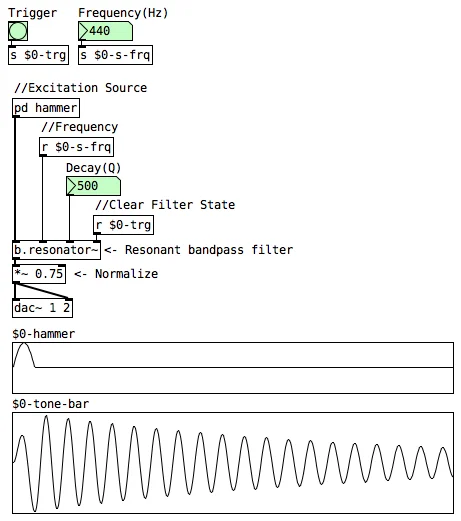 Trigger Frequency(Hz)
440
s $0-trg s $0-s-frq
//Excitation Source
pd hammer
//Frequency
r $0-s-frq
Decay(Q)
500
//Clear Filter State
r $0-trg
b.resonator~ <- Resonant bandpass filter
*~ 0.75 <- Normalize
dac~ 1 2
$0-hammer
$0-tone-bar